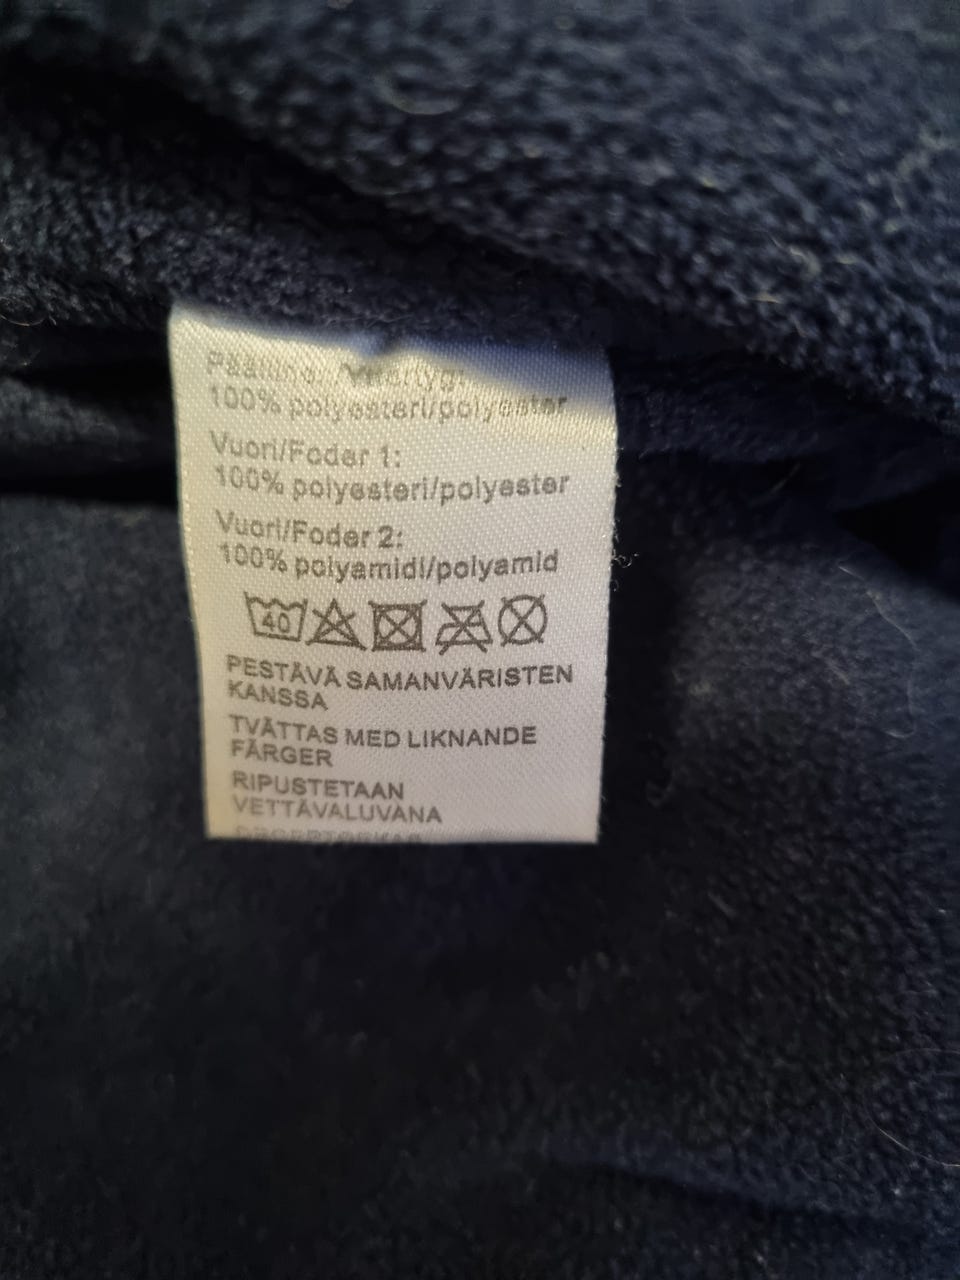 100% polyesteri/polyester
Vuori/Foder 1:
100% polyesteri/polyester
Vuori/Foder 2:
100% polyamidi/polyamid
40
PESTÄVÄ SAMANVÄRISTEN
KANSSA
TVÄTTAS MED LIKNANDE
FÄRGER
RIPUSTETAAN
VETTÄVALUVANA